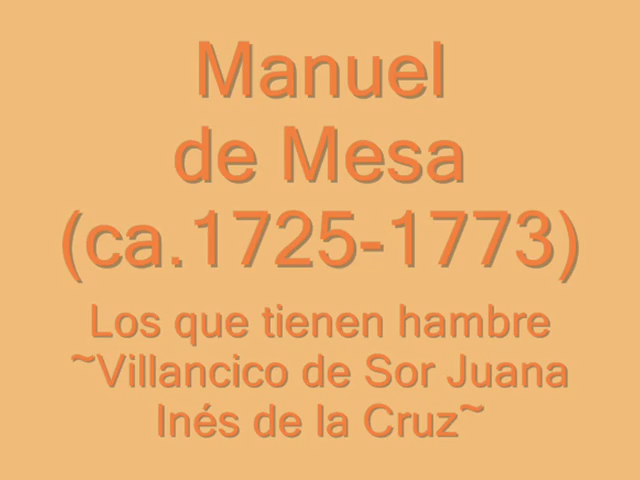 Manuel
de Mesa
(ca.1725-1773)
Los que tienen hambre
~Villancico de Sor Juana
Inés de la Cruz~